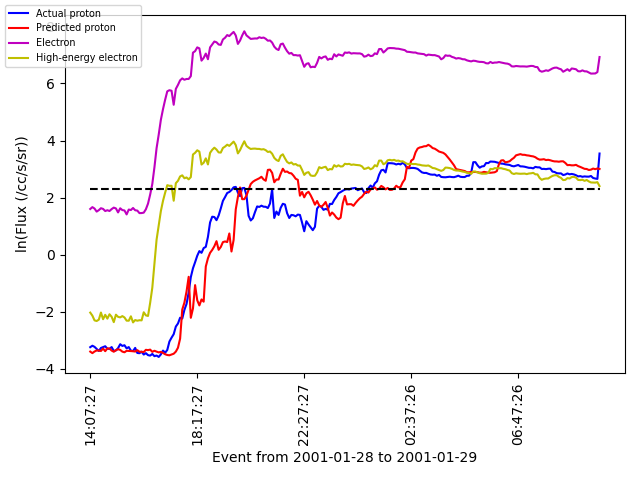 Actual proton
Predicted proton
Electron
High-energy electron
ln(Flux (/cc/s/sr))
6
4
2
0
−2
−4
14:07:27
18:17:27
22:27:27
02:37:26
06:47:26
Event from 2001-01-28 to 2001-01-29